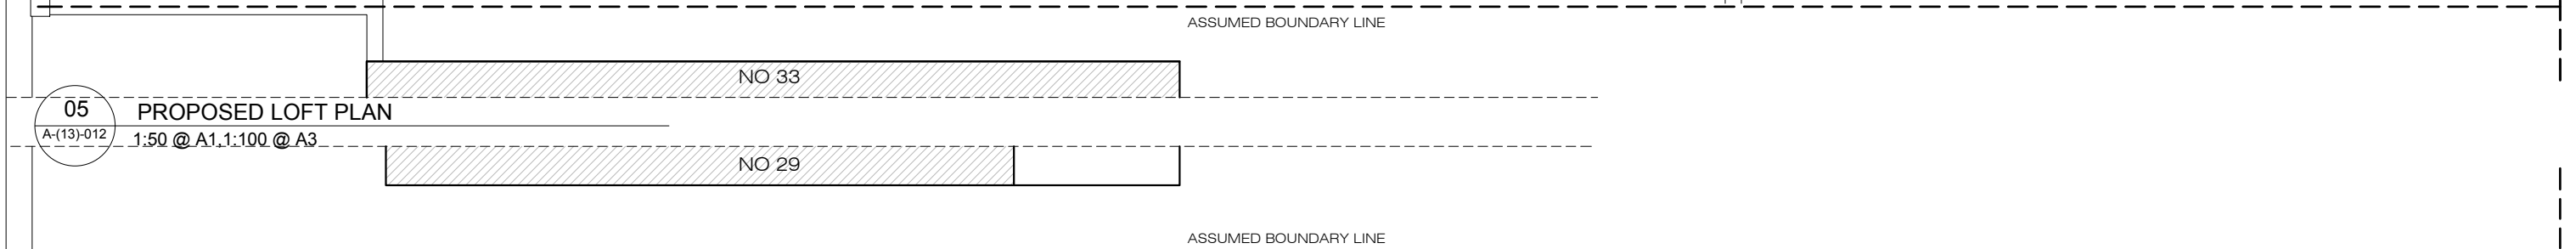 ASSUMED BOUNDARY LINE
NO 33
05
A-(13)-012
PROPOSED LOFT PLAN
1:50 @ A1,1:100 @ A3
NO 29
ASSUMED BOUNDARY LINE